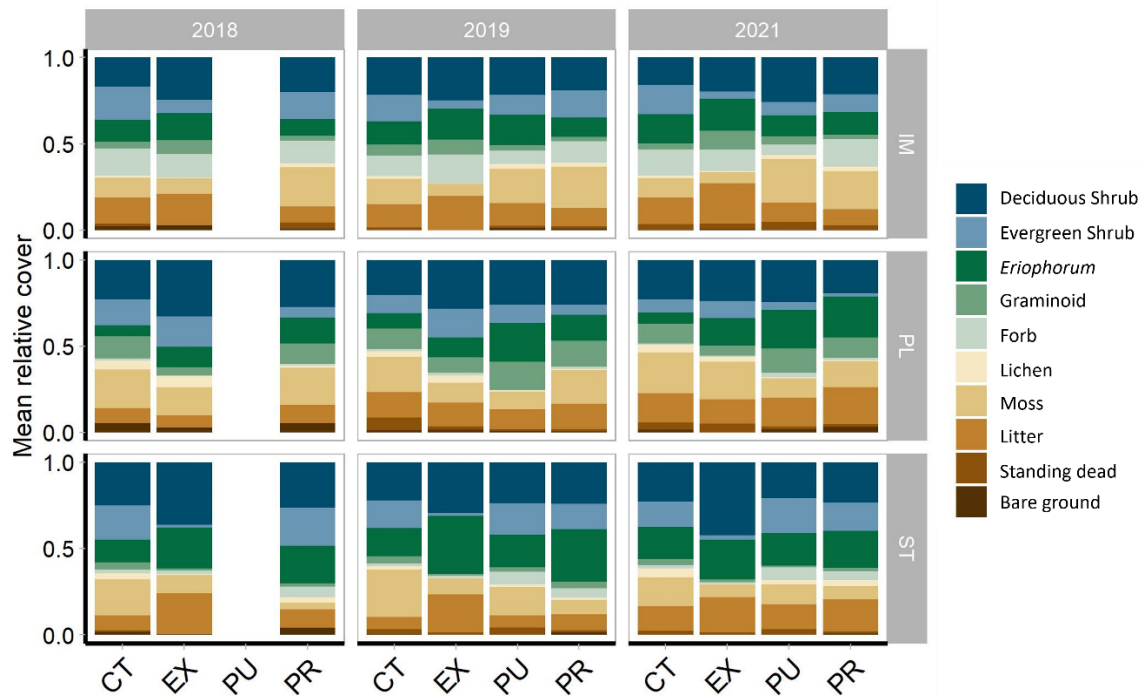 2018 2019 2021
Mean relative cover
1.0
0.5
0.0
IM
1.0
0.5
0.0
PL
1.0
0.5
0.0
ST
CT EX PU PR CT EX PU PR CT EX PU PR
Deciduous Shrub
Evergreen Shrub
Eriophorum
Graminoid
Forb
Lichen
Moss
Litter
Standing dead
Bare ground